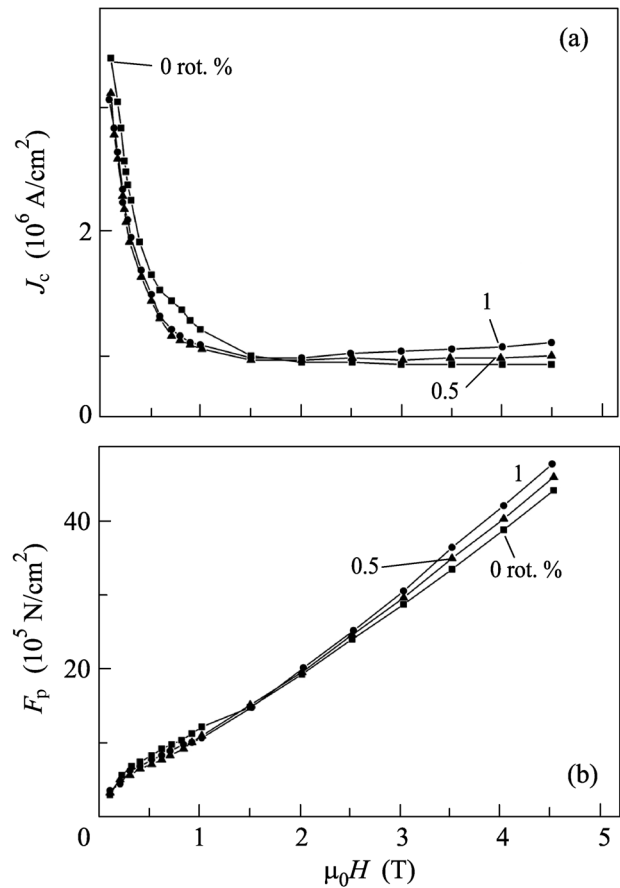 (a)
0 rot. %
J_c (10^6 A/cm^2)
2
1
0.5
0
1
40
0.5
0 rot. %
F_p (10^5 N/cm^2)
20
(b)
0 1 2 3 4 5
μ_0H (T)